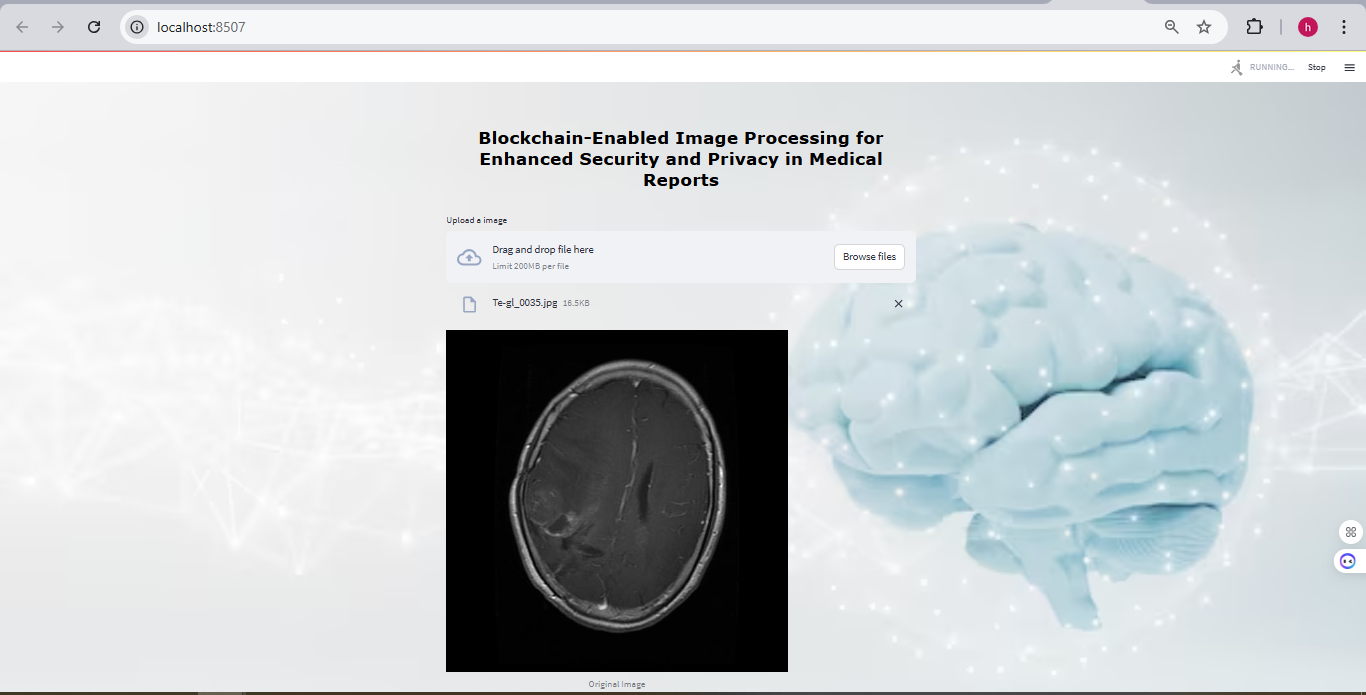 localhost:8507
h
RUNNING...
Stop
Blockchain-Enabled Image Processing for
Enhanced Security and Privacy in Medical
Reports
Upload a image
Drag and drop file here
Limit 200MB per file
Browse files
Te-gl_0035.jpg 16.5KB
Original Image